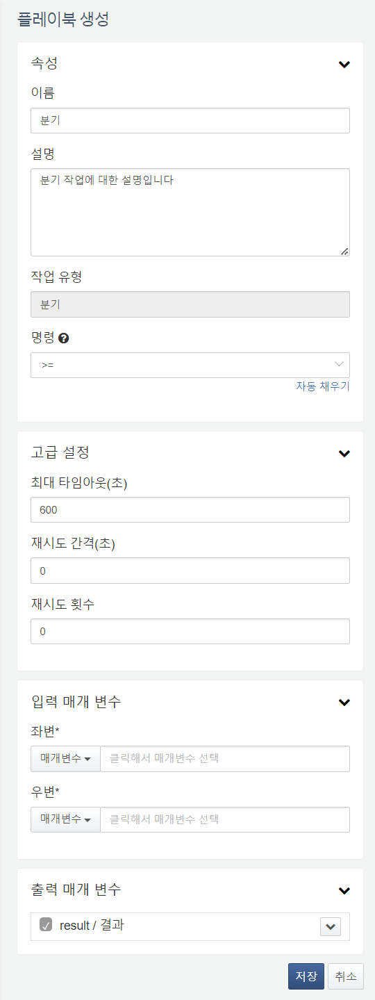 플레이북 생성
속성
이름
분기
설명
분기 작업에 대한 설명입니다
작업 유형
분기
명령
>=
자동 채우기
고급 설정
최대 타임아웃(초)
600
재시도 간격(초)
0
재시도 횟수
0
입력 매개 변수
좌변*
매개변수 클릭해서 매개변수 선택
우변*
매개변수 클릭해서 매개변수 선택
출력 매개 변수
result / 결과
저장 취소